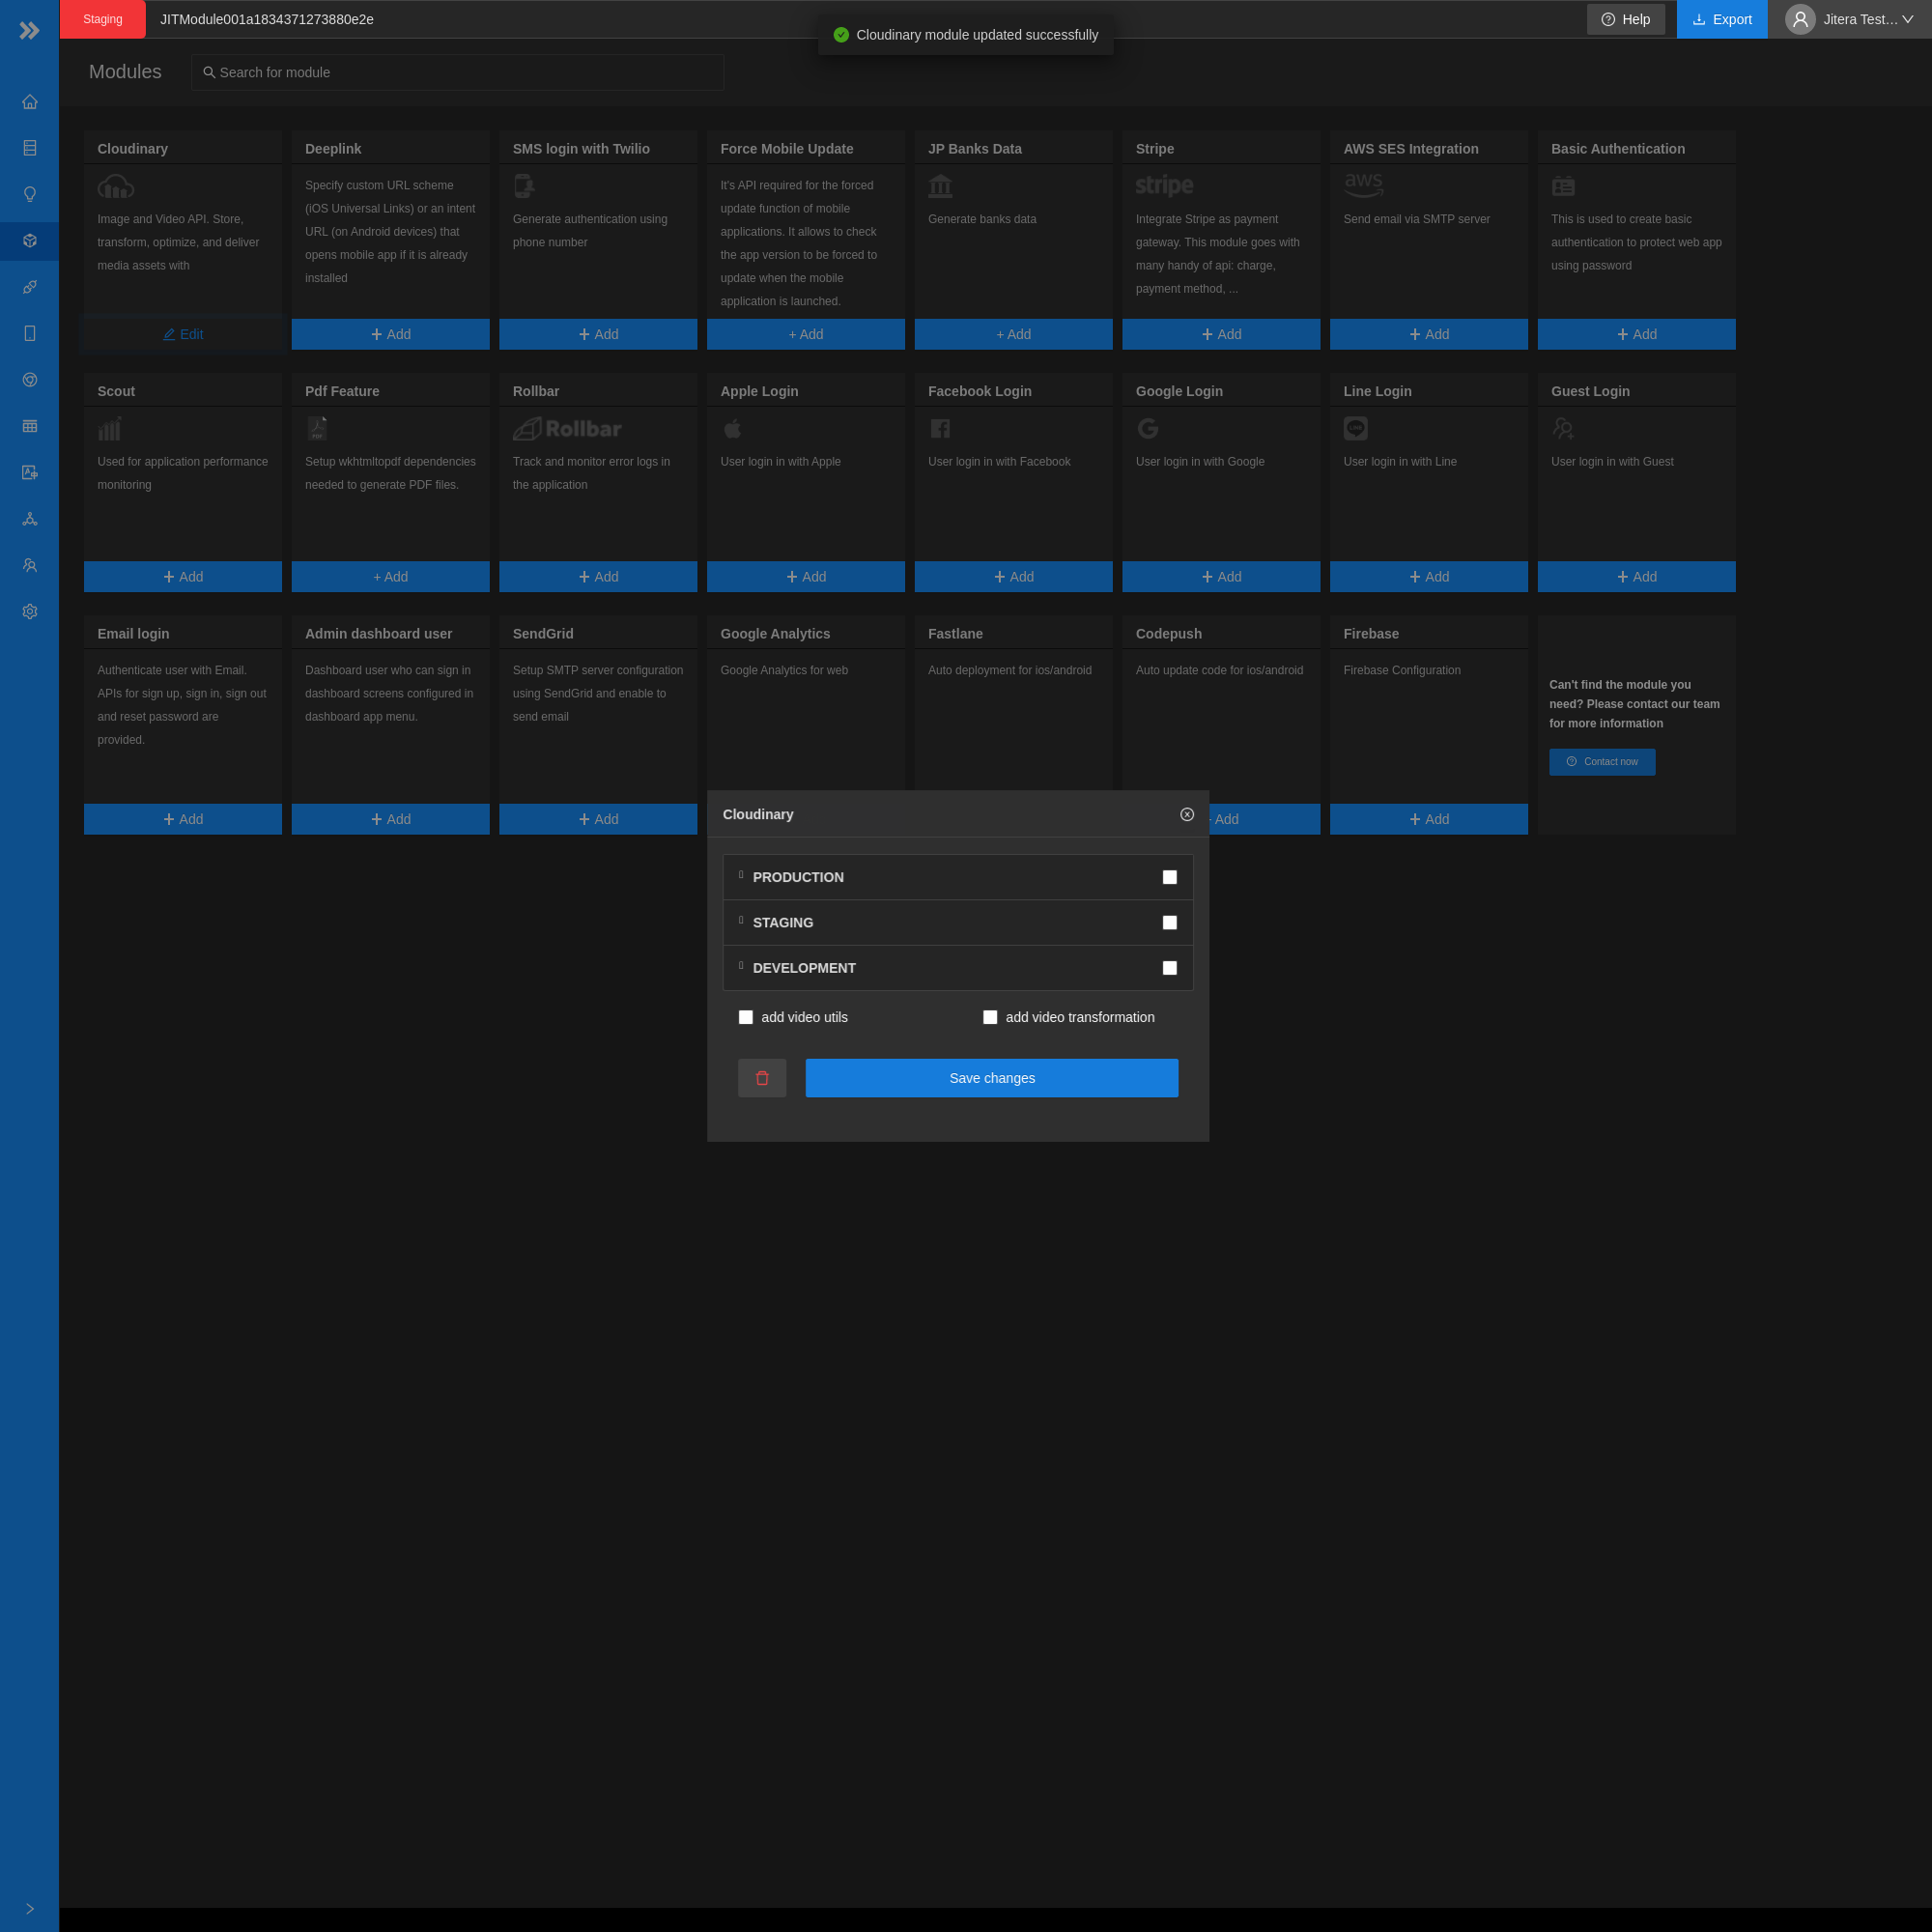 Staging
JITModule001a1834371273880e2e
Cloudinary module updated successfully
Help
Export
Jitera Test…
Modules
Search for module
Cloudinary
Image and Video API. Store,
transform, optimize, and deliver
media assets with
Edit
Deeplink
Specify custom URL scheme
(iOS Universal Links) or an intent
URL (on Android devices) that
opens mobile app if it is already
installed
Add
SMS login with Twilio
Generate authentication using
phone number
Add
Force Mobile Update
It's API required for the forced
update function of mobile
applications. It allows to check
the app version to be forced to
update when the mobile
application is launched.
+ Add
JP Banks Data
Generate banks data
+ Add
Stripe
stripe
Integrate Stripe as payment
gateway. This module goes with
many handy of api: charge,
payment method, ...
Add
AWS SES Integration
aws
Send email via SMTP server
Add
Basic Authentication
This is used to create basic
authentication to protect web app
using password
Add
Scout
Used for application performance
monitoring
Add
Pdf Feature
PDF
Setup wkhtmltopdf dependencies
needed to generate PDF files.
+ Add
Rollbar
Rollbar
Track and monitor error logs in
the application
Add
Apple Login
User login in with Apple
Add
Facebook Login
User login in with Facebook
Add
Google Login
User login in with Google
Add
Line Login
LINE
User login in with Line
Add
Guest Login
User login in with Guest
Add
Email login
Authenticate user with Email.
APIs for sign up, sign in, sign out
and reset password are
provided.
Add
Admin dashboard user
Dashboard user who can sign in
dashboard screens configured in
dashboard app menu.
Add
SendGrid
Setup SMTP server configuration
using SendGrid and enable to
send email
Add
Google Analytics
Google Analytics for web
Fastlane
Auto deployment for ios/android
Codepush
Auto update code for ios/android
Add
Firebase
Firebase Configuration
Add
Can't find the module you
need? Please contact our team
for more information
Contact now
Cloudinary
PRODUCTION
STAGING
DEVELOPMENT
add video utils
add video transformation
Save changes